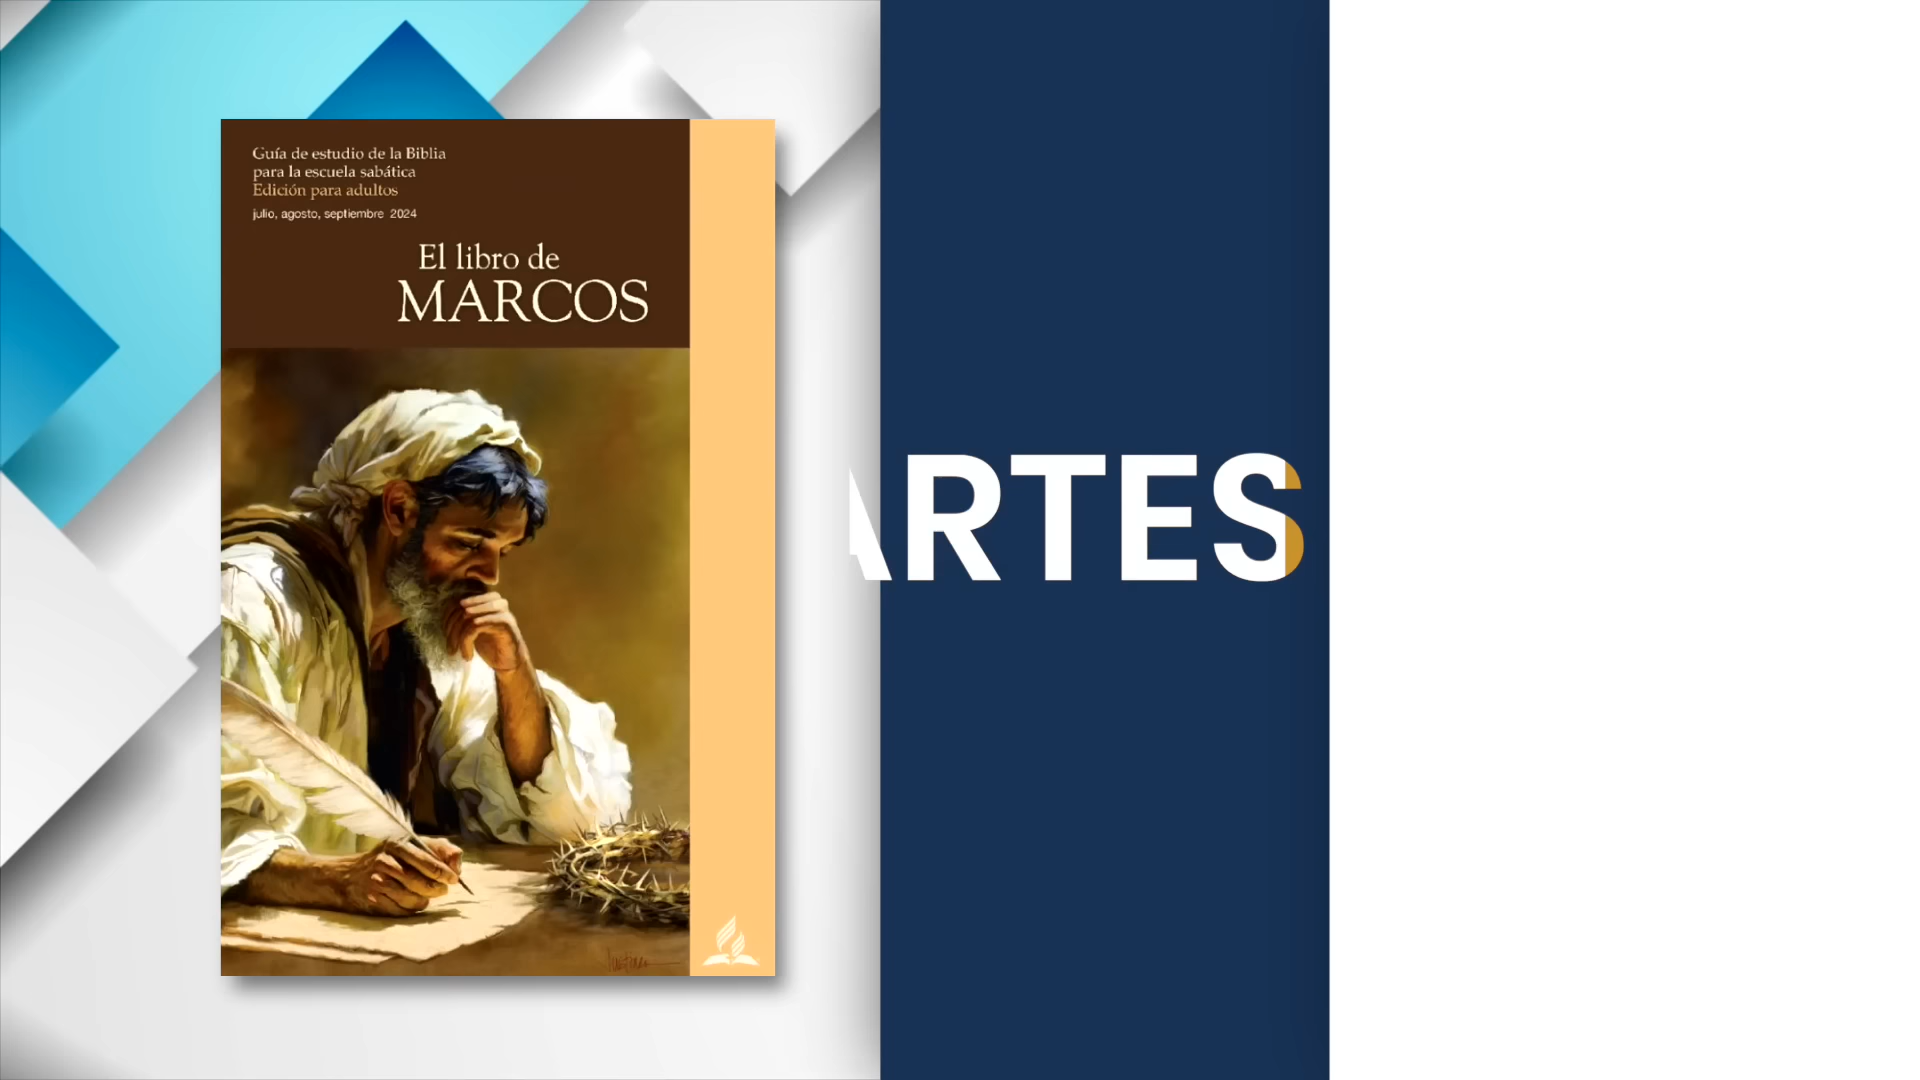 Guía de estudio de la Biblia
para la escuela sabática
Edición para adultos
julio, agosto, septiembre 2024
El libro de
MARCOS
ARTES